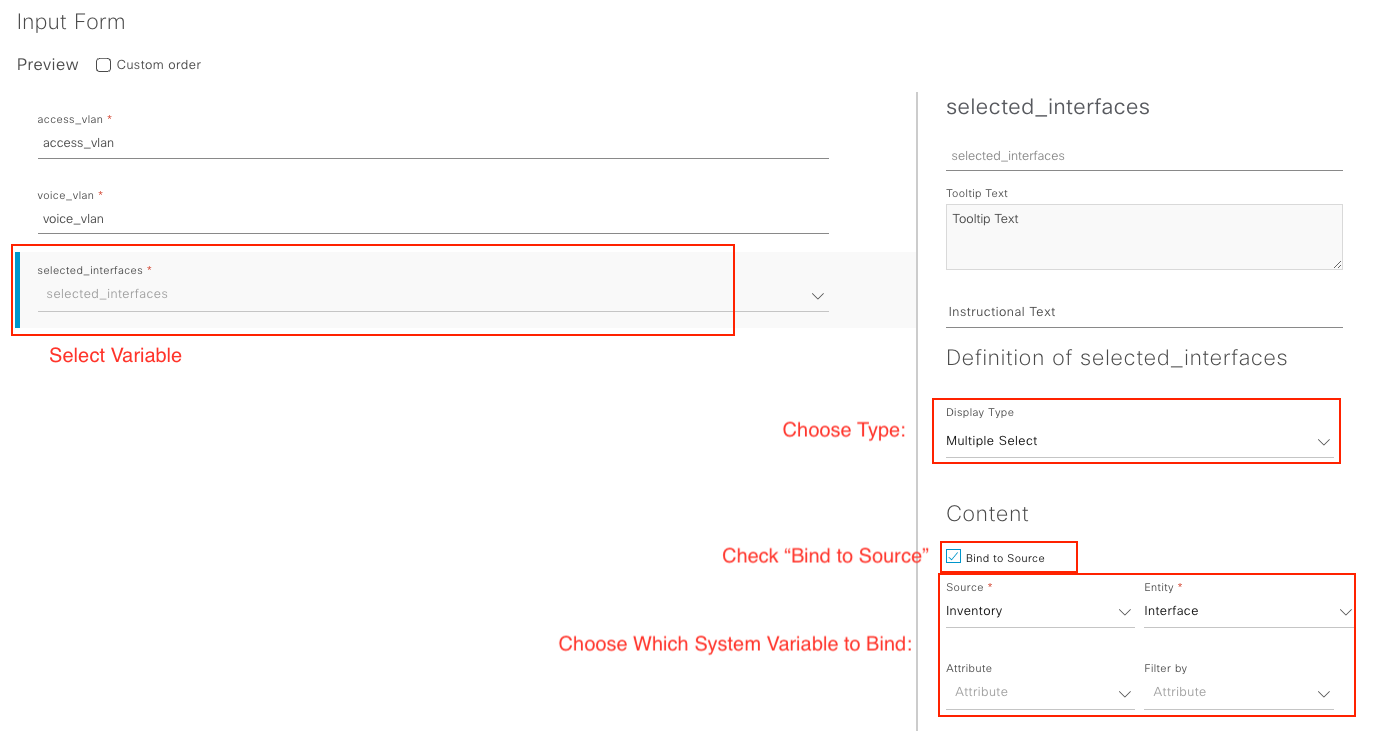 Input Form
Preview
Custom order
access_vlan *
access_vlan
voice_vlan *
voice_vlan
selected_interfaces *
selected_interfaces
Select Variable
selected_interfaces
selected_interfaces
Tooltip Text
Tooltip Text
Instructional Text
Definition of selected_interfaces
Choose Type:
Display Type
Multiple Select
Content
Check “Bind to Source”
Bind to Source
Source *
Entity *
Inventory
Interface
Choose Which System Variable to Bind:
Attribute
Filter by
Attribute
Attribute